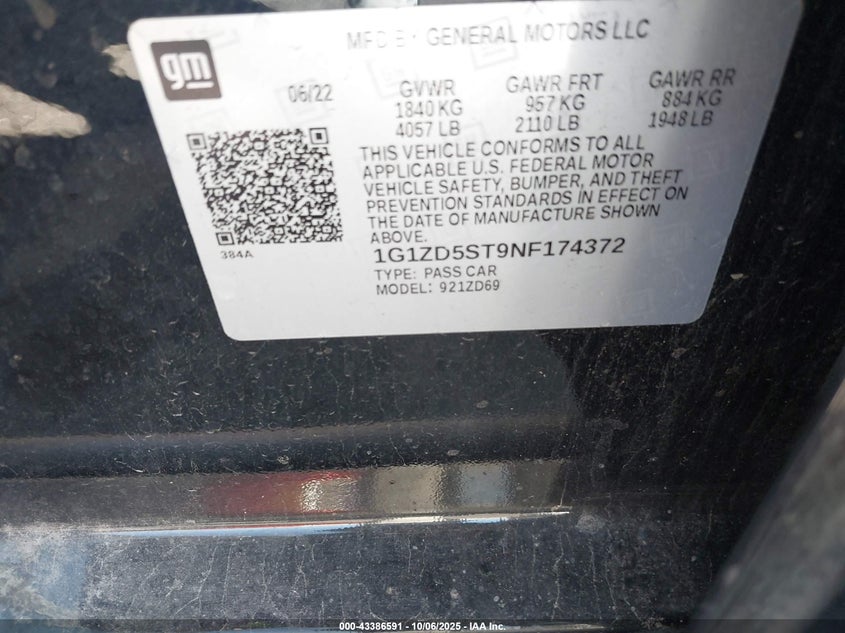 MFD BY GENERAL MOTORS LLC
gm
06/22 GVWR GAWR FRT GAWR RR
1840 KG 957 KG 884 KG
4057 LB 2110 LB 1948 LB
THIS VEHICLE CONFORMS TO ALL
APPLICABLE U.S. FEDERAL MOTOR
VEHICLE SAFETY, BUMPER, AND THEFT
PREVENTION STANDARDS IN EFFECT ON
THE DATE OF MANUFACTURE SHOWN
ABOVE.
384A
1G1ZD5ST9NF174372
TYPE: PASS CAR
MODEL: 921ZD69
000-43386591 - 10/06/2025 - IAA Inc.